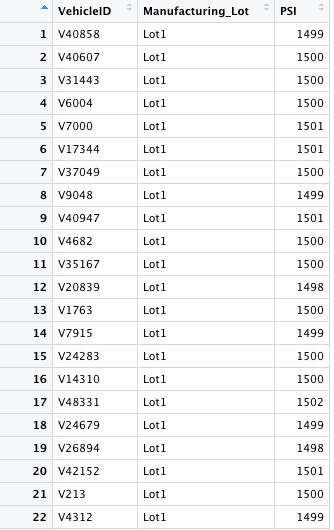 VehicleID Manufacturing_Lot PSI
1 V40858 Lot1 1499
2 V40607 Lot1 1500
3 V31443 Lot1 1500
4 V6004 Lot1 1500
5 V7000 Lot1 1501
6 V17344 Lot1 1501
7 V37049 Lot1 1500
8 V9048 Lot1 1499
9 V40947 Lot1 1501
10 V4682 Lot1 1500
11 V35167 Lot1 1500
12 V20839 Lot1 1498
13 V1763 Lot1 1500
14 V7915 Lot1 1499
15 V24283 Lot1 1500
16 V14310 Lot1 1500
17 V48331 Lot1 1502
18 V24679 Lot1 1499
19 V26894 Lot1 1498
20 V42152 Lot1 1501
21 V213 Lot1 1500
22 V4312 Lot1 1499